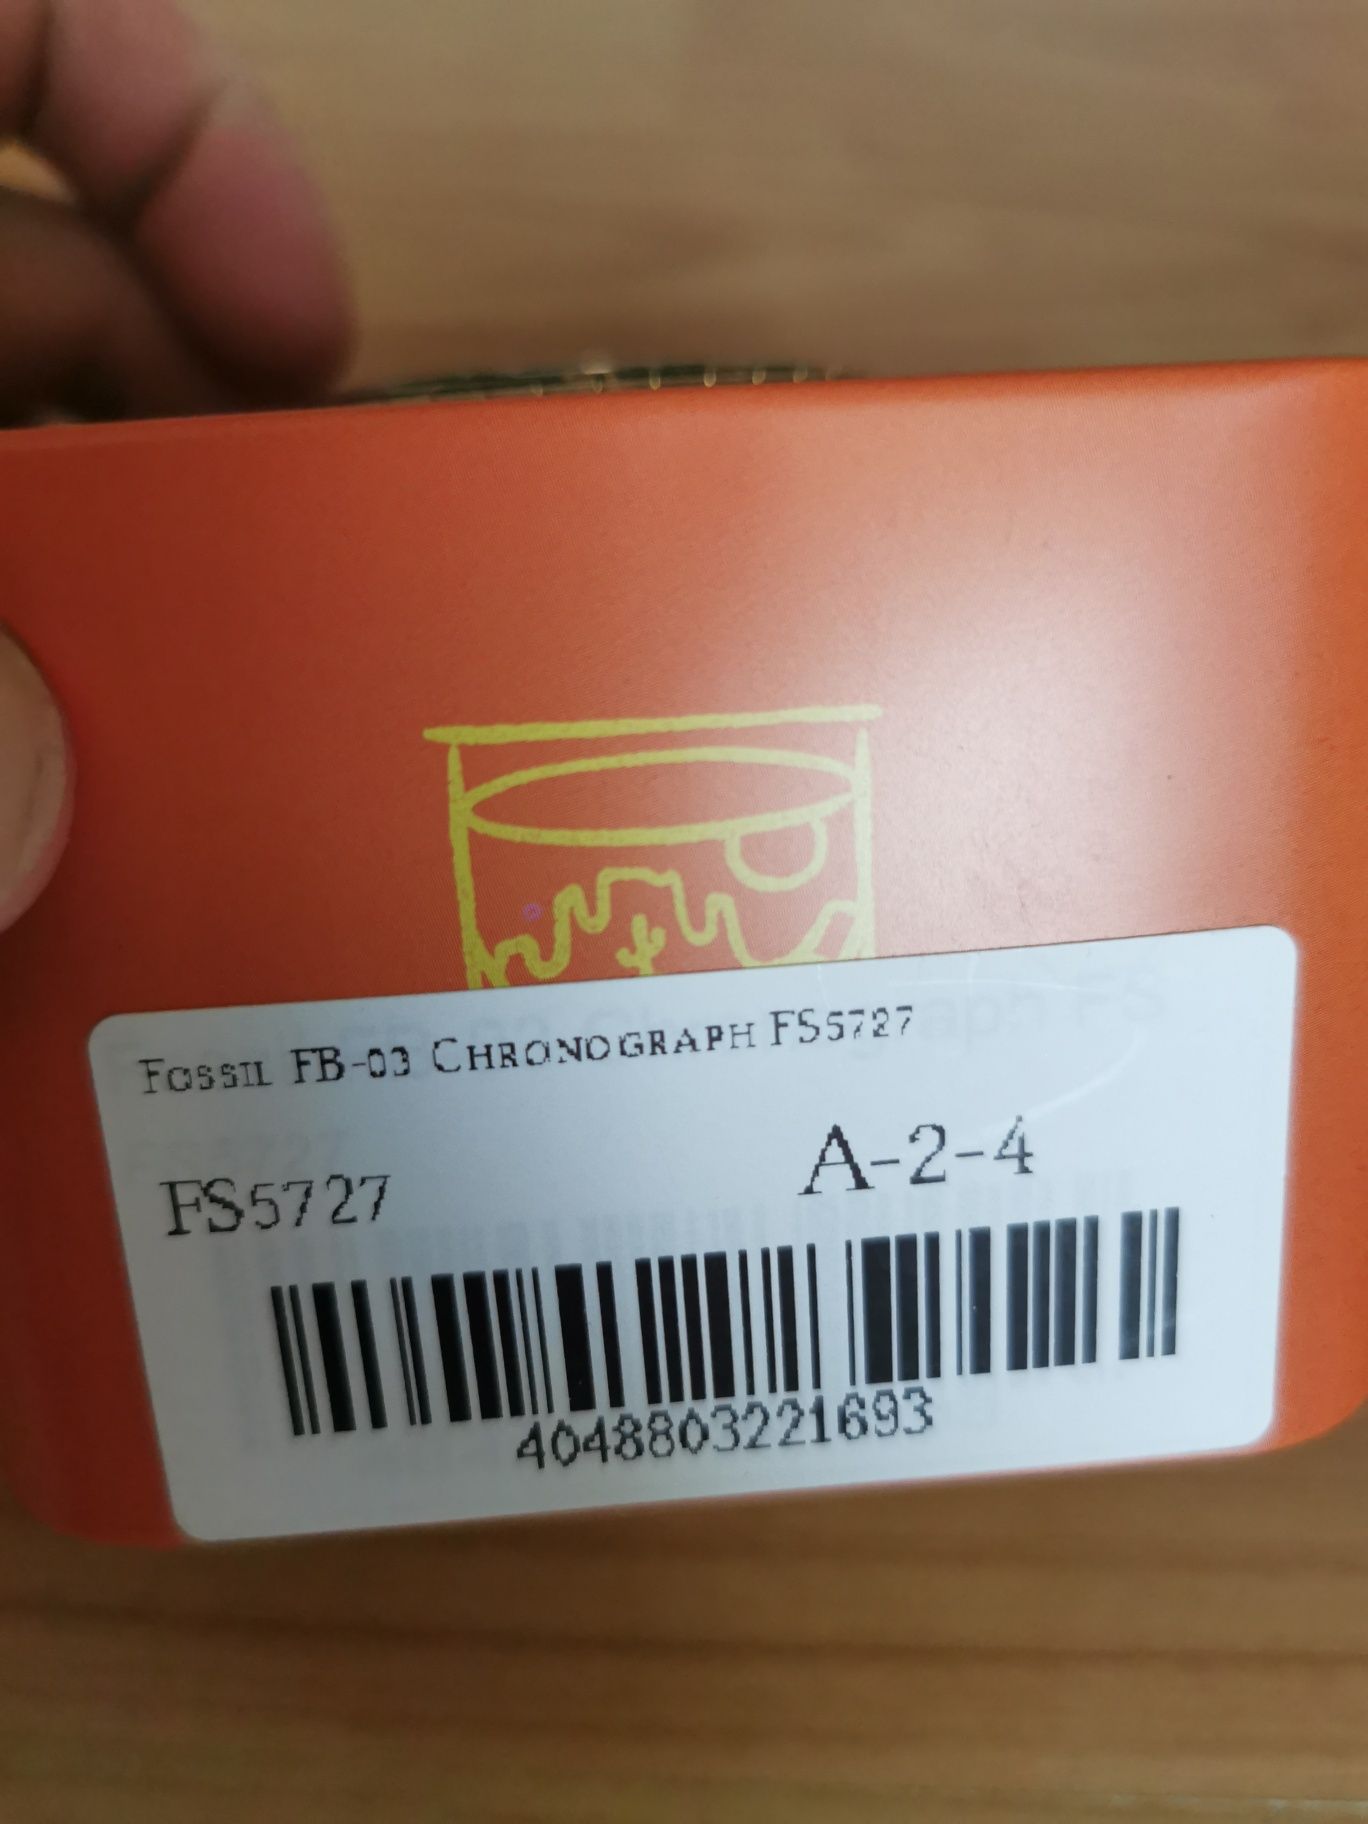 Fossil FB-03 Chronograph FS5727
A-2-4
FS5727
4048803221693